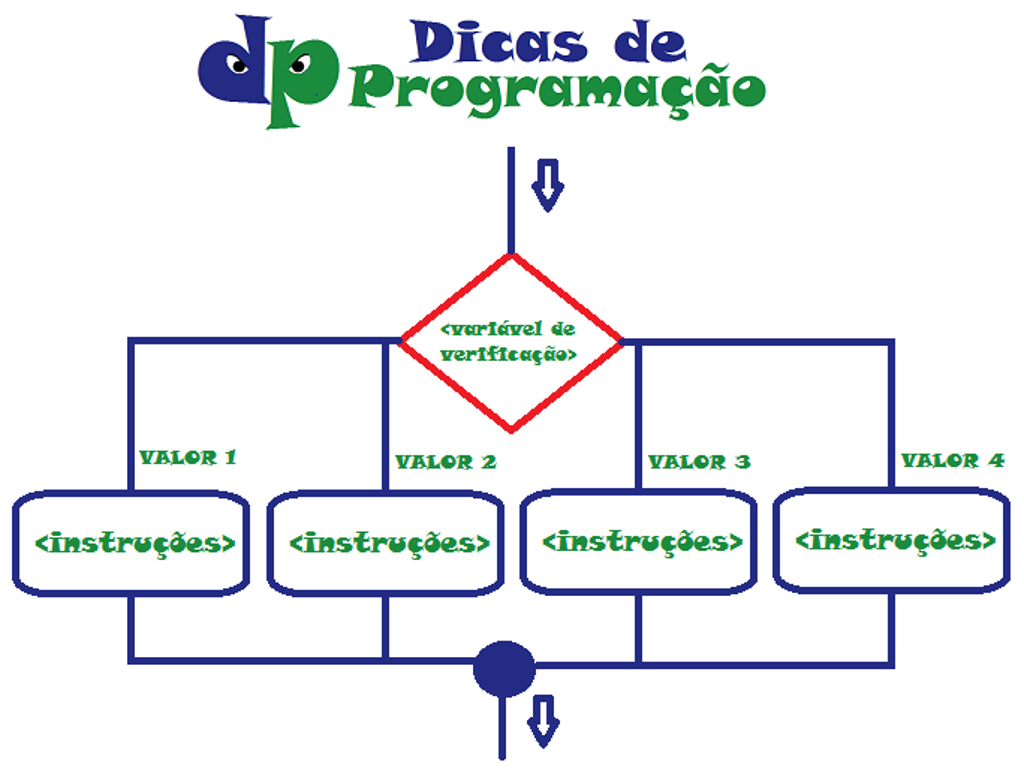 dp Dicas de
Programação
<variável de
verificação>
VALOR 1
VALOR 2
VALOR 3
VALOR 4
<instruções>
<instruções>
<instruções>
<instruções>